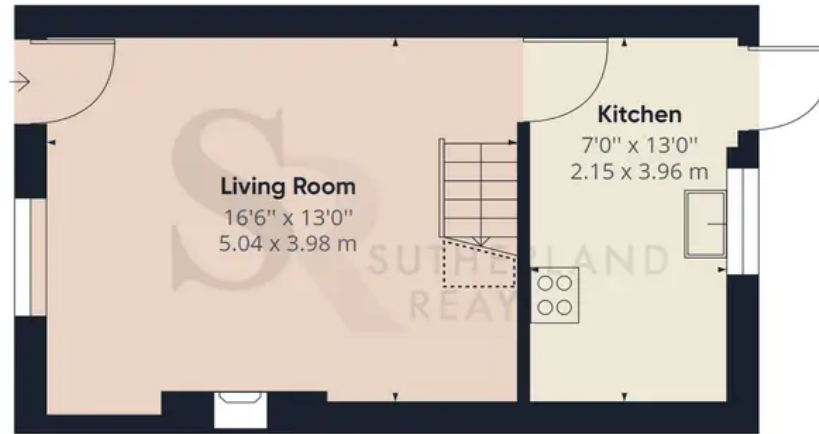 Kitchen
7'0" x 13'0"
2.15 x 3.96 m
Living Room
16'6" x 13'0"
5.04 x 3.98 m
SR
SUTHERLAND
REAY